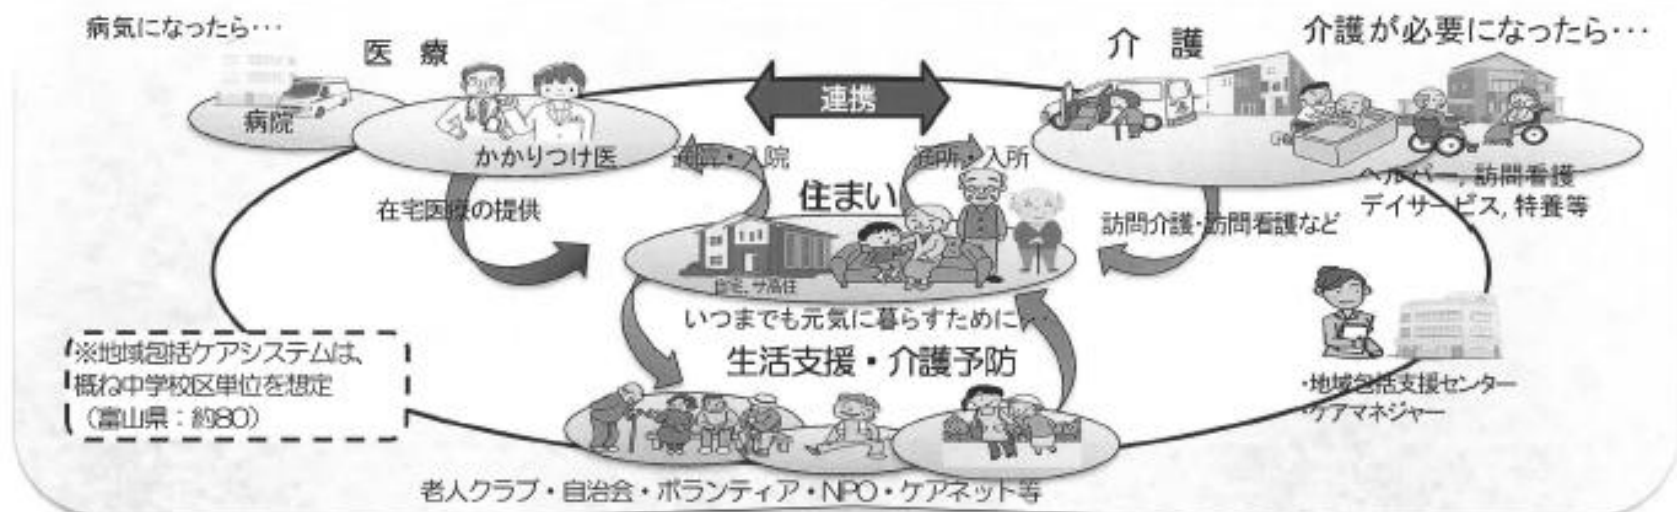 病気になったら…
医 療
病院
かかりつけ医
在宅医療の提供
通院・入院
連携
通所・入所
住まい
自宅、サ高住
介 護
介護が必要になったら…
ヘルパー, 訪問看護
デイサービス, 特養等
訪問介護・訪問看護など
いつまでも元気に暮らすために…
生活支援・介護予防
・地域包括支援センター
・ケアマネジャー
※地域包括ケアシステムは、
概ね中学校区単位を想定
(富山県：約80)
老人クラブ・自治会・ボランティア・NPO・ケアネット等